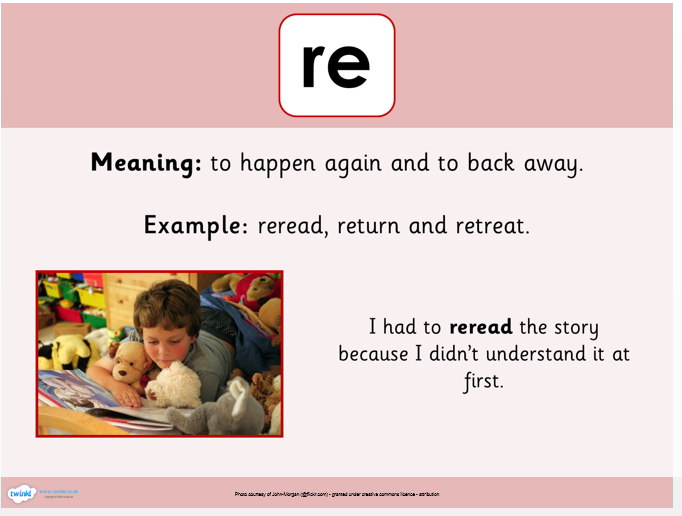 re
Meaning: to happen again and to back away.
Example: reread, return and retreat.
I had to reread the story
because I didn't understand it at
first.
twinkl
www.twinkl.co.uk
Photo courtesy of John-Morgan (@flickr.com) - granted under creative commons licence - attribution